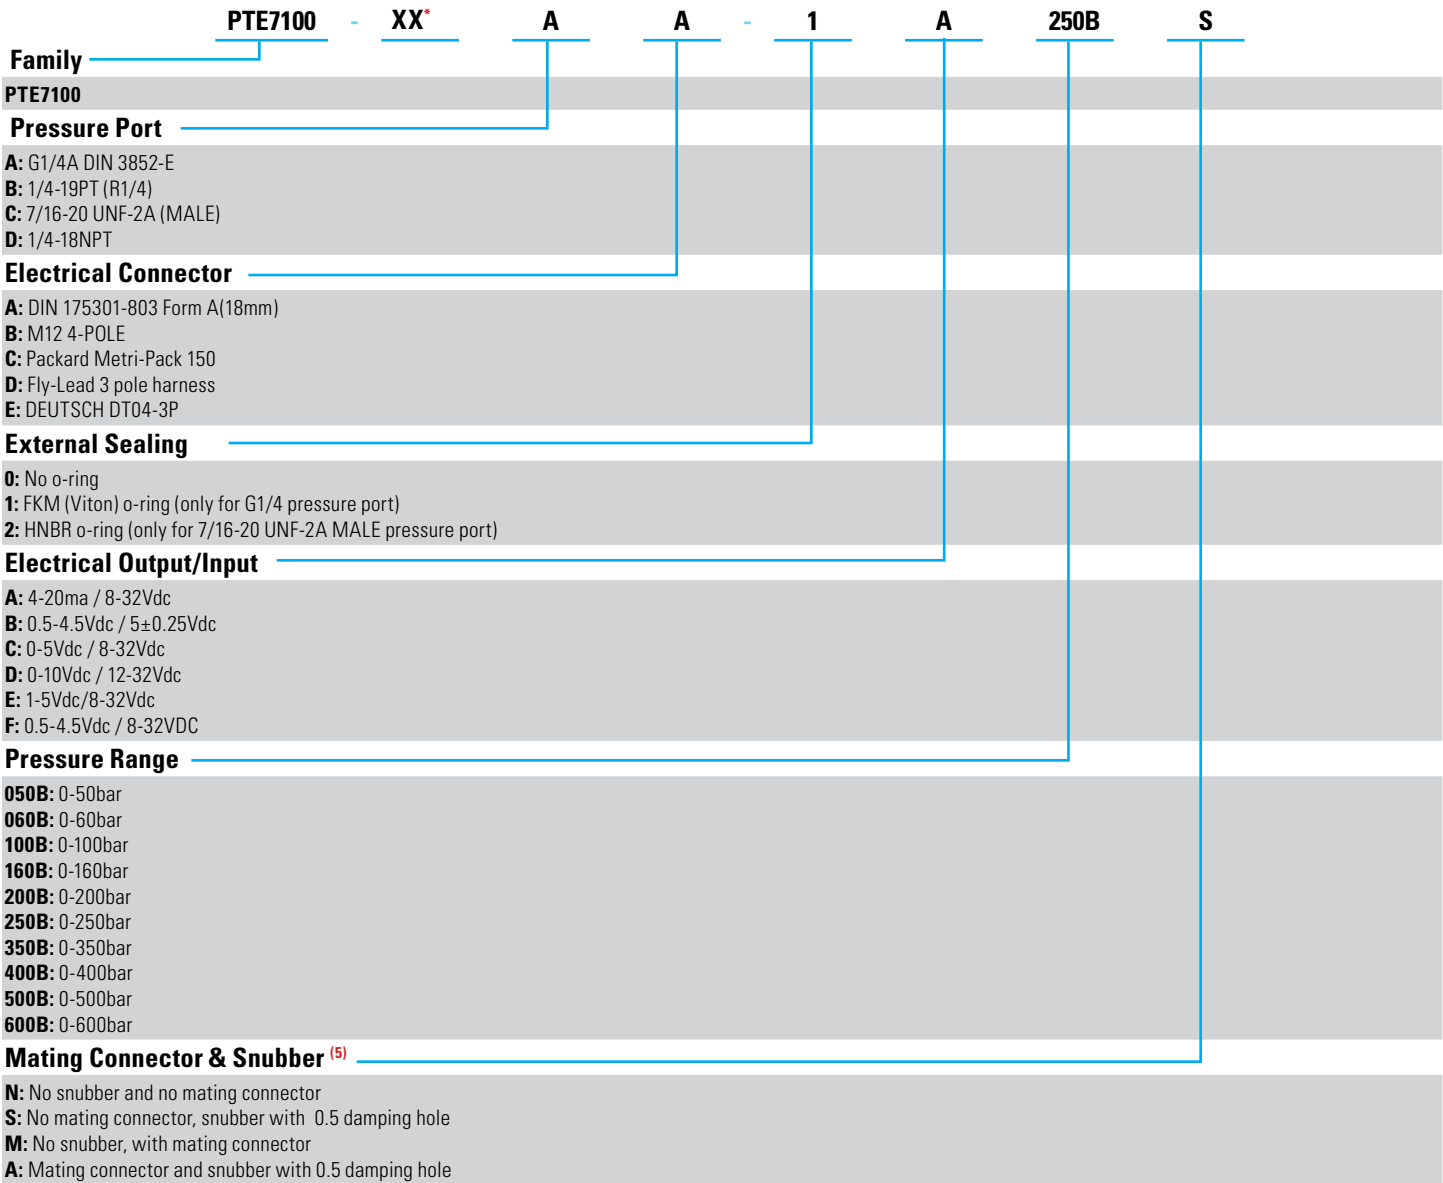 PTE7100 - XX* A A - 1 A 250B S
Family
PTE7100
Pressure Port
A: G1/4A DIN 3852-E
B: 1/4-19PT (R1/4)
C: 7/16-20 UNF-2A (MALE)
D: 1/4-18NPT
Electrical Connector
A: DIN 175301-803 Form A(18mm)
B: M12 4-POLE
C: Packard Metri-Pack 150
D: Fly-Lead 3 pole harness
E: DEUTSCH DT04-3P
External Sealing
0: No o-ring
1: FKM (Viton) o-ring (only for G1/4 pressure port)
2: HNBR o-ring (only for 7/16-20 UNF-2A MALE pressure port)
Electrical Output/Input
A: 4-20ma / 8-32Vdc
B: 0.5-4.5Vdc / 5±0.25Vdc
C: 0-5Vdc / 8-32Vdc
D: 0-10Vdc / 12-32Vdc
E: 1-5Vdc/8-32Vdc
F: 0.5-4.5Vdc / 8-32VDC
Pressure Range
050B: 0-50bar
060B: 0-60bar
100B: 0-100bar
160B: 0-160bar
200B: 0-200bar
250B: 0-250bar
350B: 0-350bar
400B: 0-400bar
500B: 0-500bar
600B: 0-600bar
Mating Connector & Snubber (5)
N: No snubber and no mating connector
S: No mating connector, snubber with 0.5 damping hole
M: No snubber, with mating connector
A: Mating connector and snubber with 0.5 damping hole